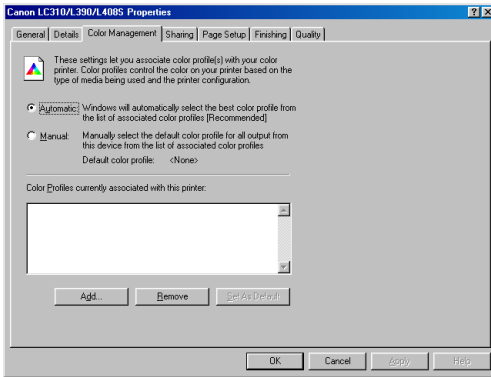 Canon LC310/L390/L408S Properties
General Details Color Management Sharing Page Setup Finishing Quality
These settings let you associate color profile(s) with your color
printer. Color profiles control the color on your printer based on the
type of media being used and the printer configuration.
Automatic: Windows will automatically select the best color profile from
the list of associated color profiles [Recommended]
Manual: Manually select the default color profile for all output from
this device from the list of associated color profiles
Default color profile: <None>
Color Profiles currently associated with this printer:
Add... Remove Set As Default
OK Cancel Apply Help